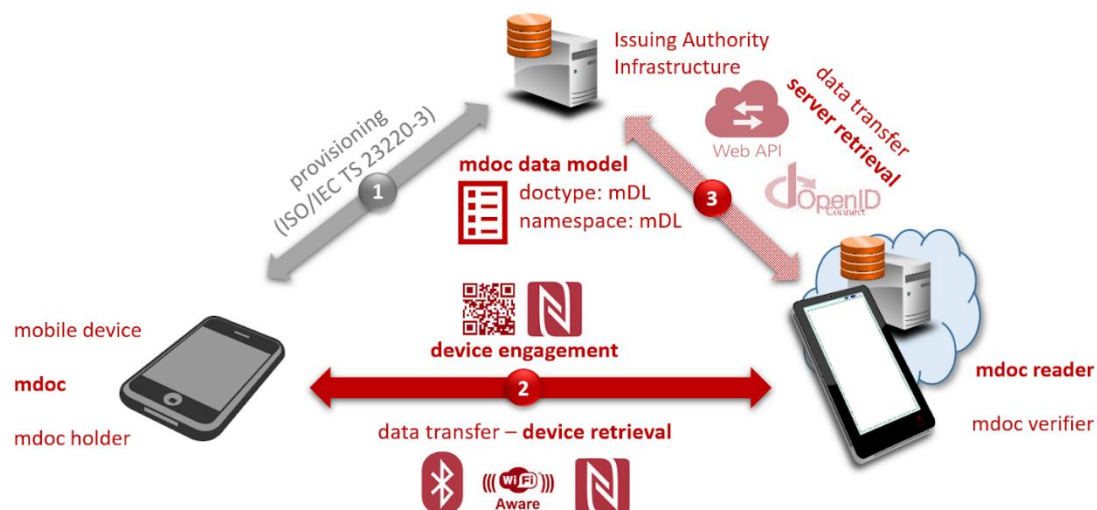 Issuing Authority
Infrastructure
data transfer
server retrieval
Web API
OpenID
Connect
provisioning
(ISO/IEC TS 23220-3)
1
mdoc data model
doctype: mDL
namespace: mDL
3
mobile device
mdoc
mdoc holder
device engagement
2
data transfer – device retrieval
WiFi
Aware
mdoc reader
mdoc verifier